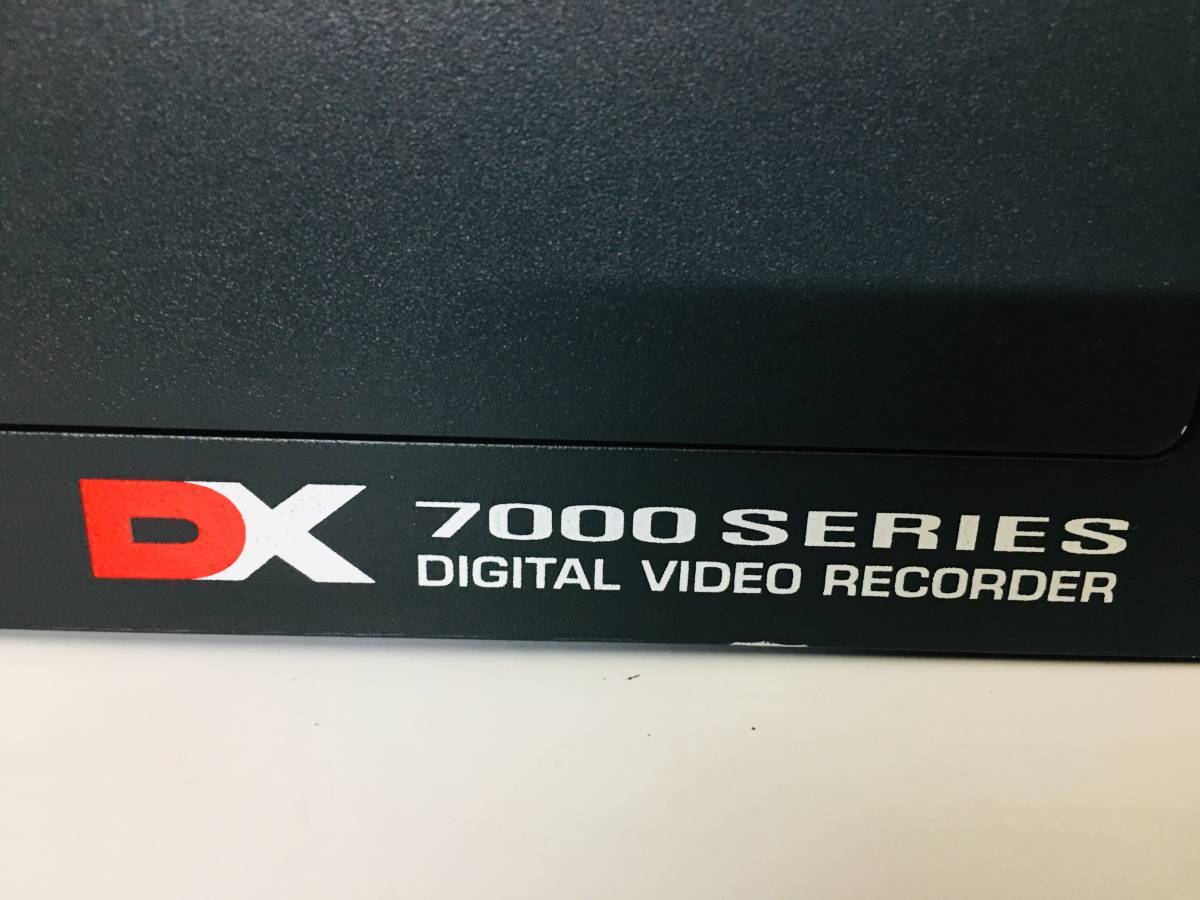 DX 7000 SERIES
DIGITAL VIDEO RECORDER